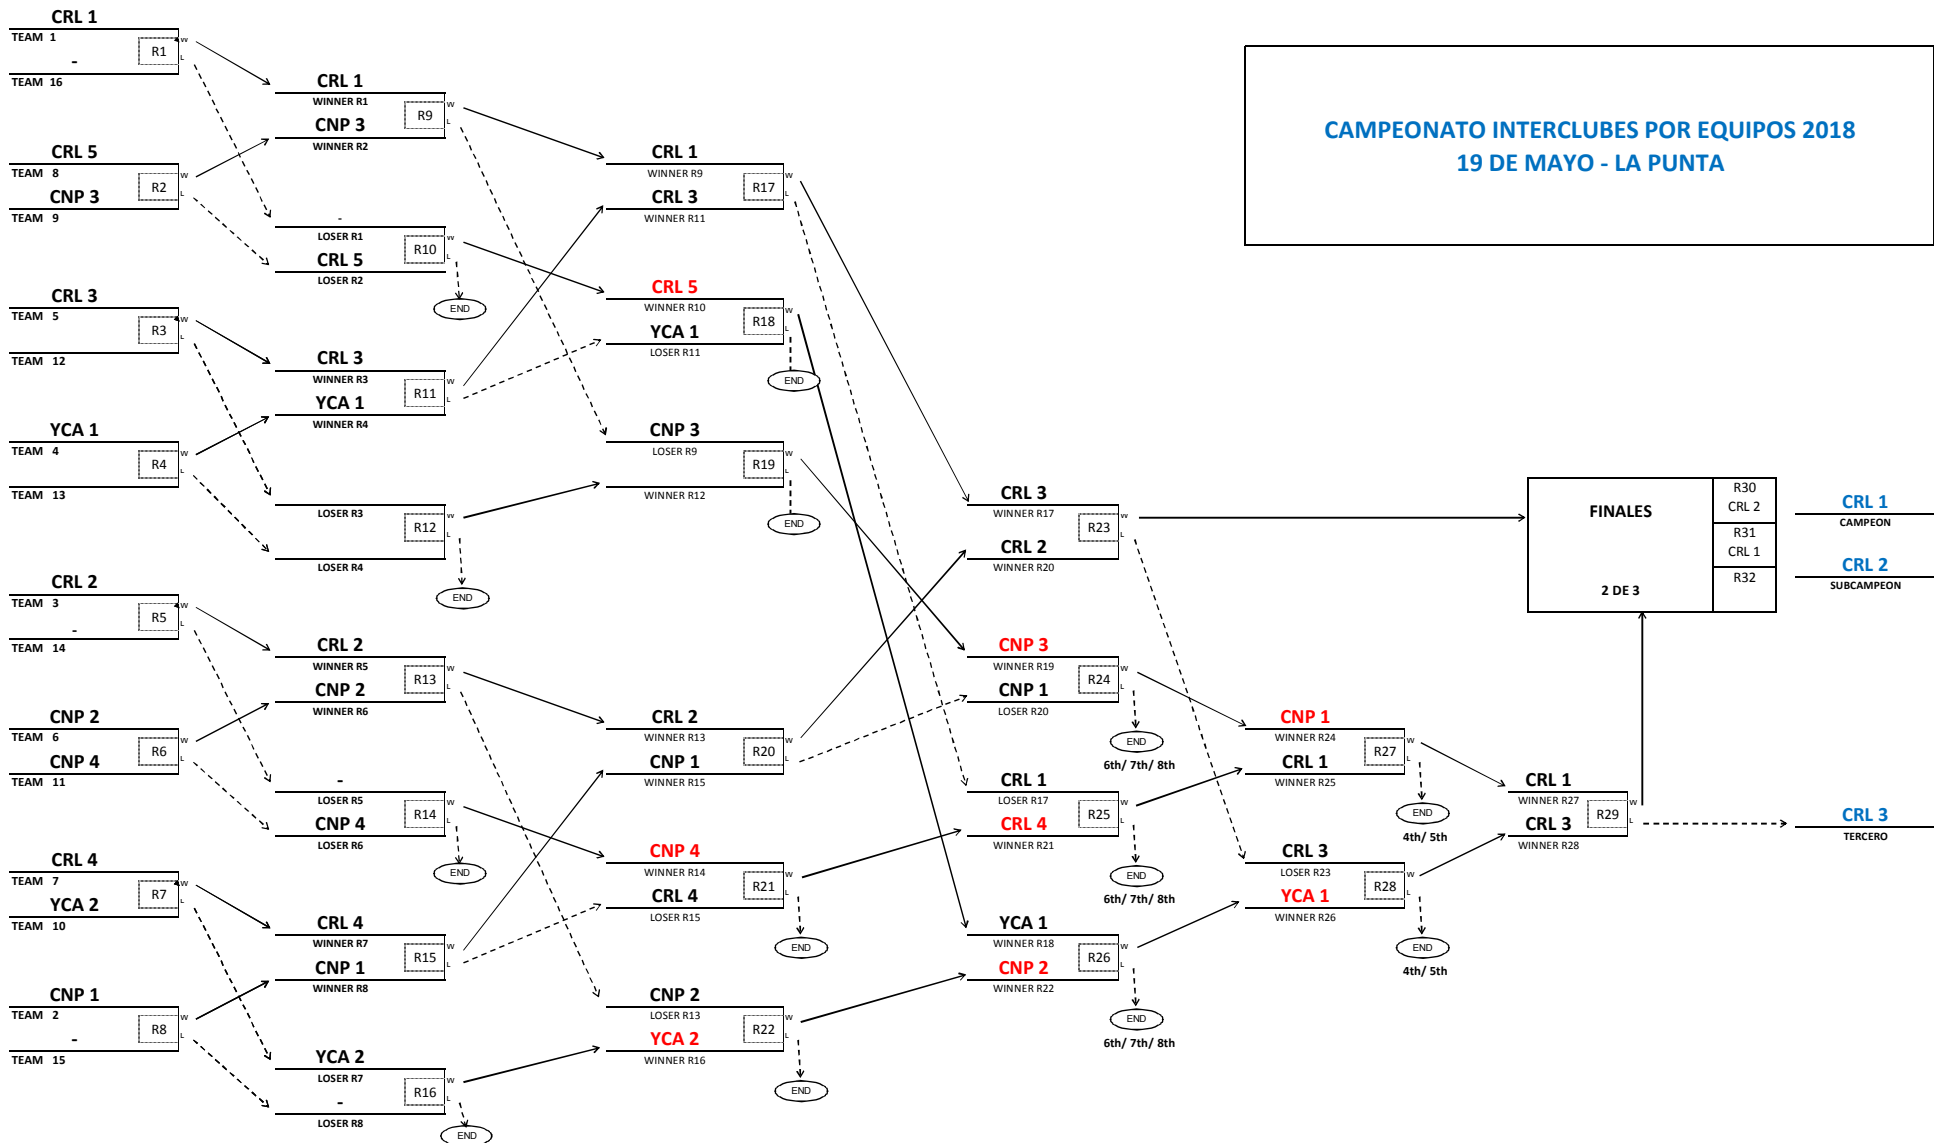 CAMPEONATO INTERCLUBES POR EQUIPOS 2018
19 DE MAYO - LA PUNTA
CRL 1
TEAM 1
R1
W
L
-
TEAM 16
CRL 5
TEAM 8
R2
W
L
CNP 3
TEAM 9
CRL 3
TEAM 5
R3
W
L
TEAM 12
YCA 1
TEAM 4
R4
W
L
TEAM 13
CRL 2
TEAM 3
R5
W
L
-
TEAM 14
CNP 2
TEAM 6
R6
W
L
CNP 4
TEAM 11
CRL 4
TEAM 7
R7
W
L
YCA 2
TEAM 10
CNP 1
TEAM 2
R8
W
L
-
TEAM 15
CRL 1
WINNER R1
R9
W
L
CNP 3
WINNER R2
-
LOSER R1
R10
W
L
CRL 5
LOSER R2
END
CRL 3
WINNER R3
R11
W
L
YCA 1
WINNER R4
LOSER R3
R12
W
L
LOSER R4
END
CRL 2
WINNER R5
R13
W
L
CNP 2
WINNER R6
-
LOSER R5
R14
W
L
CNP 4
LOSER R6
END
CRL 4
WINNER R7
R15
W
L
CNP 1
WINNER R8
YCA 2
LOSER R7
R16
W
L
-
LOSER R8
END
CRL 1
WINNER R9
R17
W
L
CRL 3
WINNER R11
CRL 5
WINNER R10
R18
W
L
YCA 1
LOSER R11
END
CNP 3
LOSER R9
R19
W
L
WINNER R12
END
CRL 2
WINNER R13
R20
W
L
CNP 1
WINNER R15
CNP 4
WINNER R14
R21
W
L
CRL 4
LOSER R15
END
CNP 2
LOSER R13
R22
W
L
YCA 2
WINNER R16
END
CRL 3
WINNER R17
R23
W
L
CRL 2
WINNER R20
CNP 3
WINNER R19
R24
W
L
CNP 1
LOSER R20
END
6th/ 7th/ 8th
CRL 1
LOSER R17
R25
W
L
CRL 4
WINNER R21
END
6th/ 7th/ 8th
YCA 1
WINNER R18
R26
W
L
CNP 2
WINNER R22
END
6th/ 7th/ 8th
CNP 1
WINNER R24
R27
W
L
CRL 1
WINNER R25
END
4th/ 5th
CRL 3
LOSER R23
R28
W
L
YCA 1
WINNER R26
END
4th/ 5th
CRL 1
WINNER R27
R29
W
L
CRL 3
WINNER R28
FINALES
2 DE 3
R30
CRL 2
R31
CRL 1
R32
CRL 1
CAMPEON
CRL 2
SUBCAMPEON
CRL 3
TERCERO